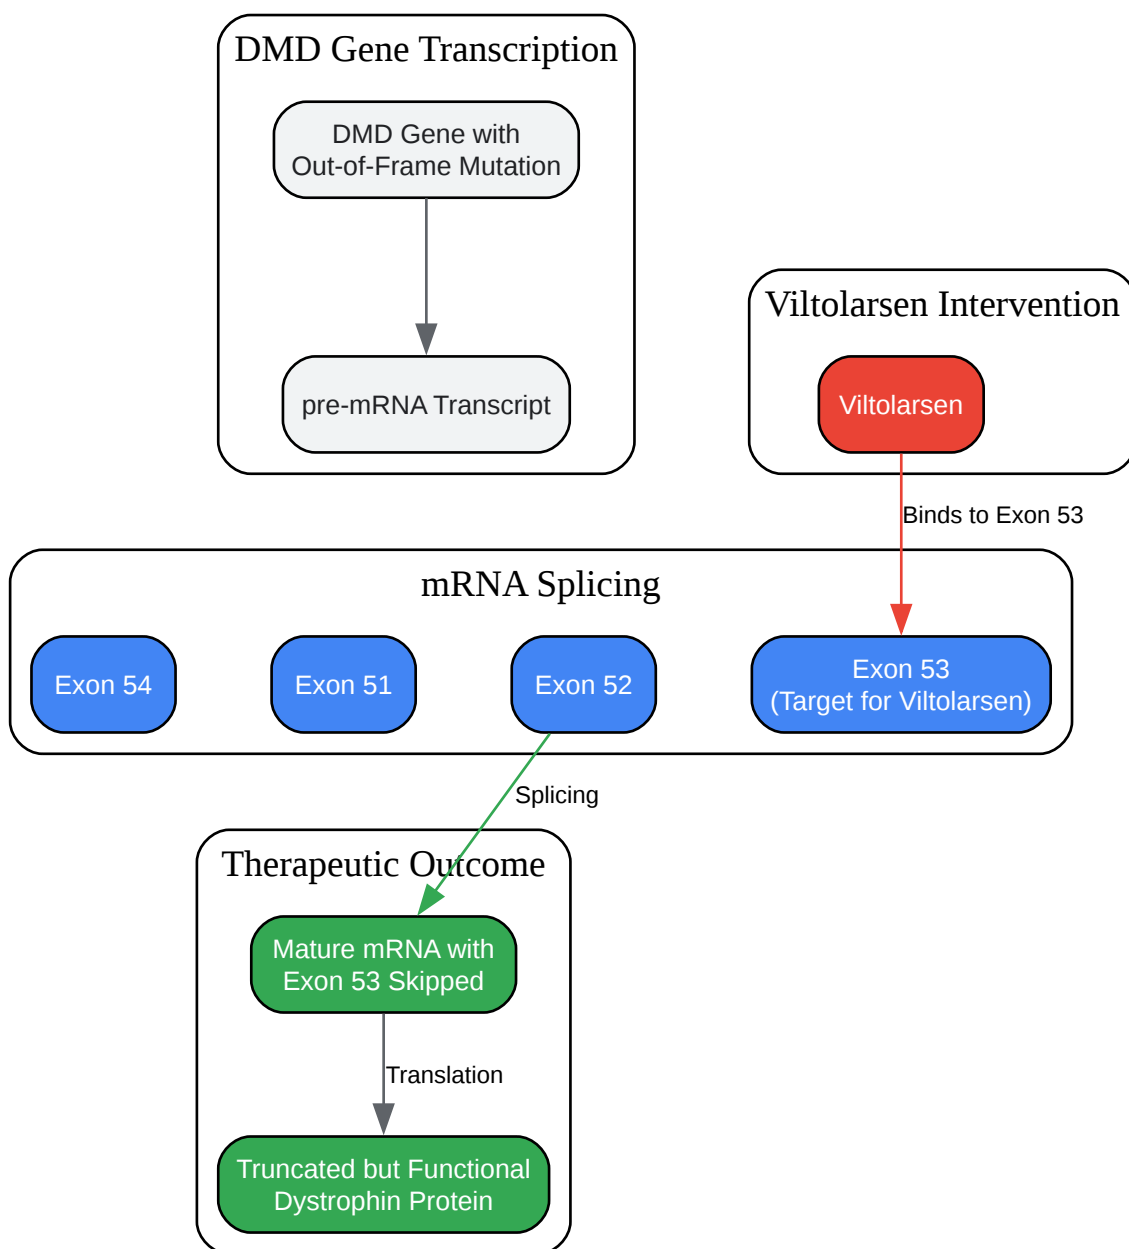 DMD Gene Transcription
DMD Gene with
Out-of-Frame Mutation
pre-mRNA Transcript
Viltolarsen Intervention
Viltolarsen
Binds to Exon 53
mRNA Splicing
Exon 54
Exon 51
Exon 52
Exon 53
(Target for Viltolarsen)
Splicing
Therapeutic Outcome
Mature mRNA with
Exon 53 Skipped
Translation
Truncated but Functional
Dystrophin Protein